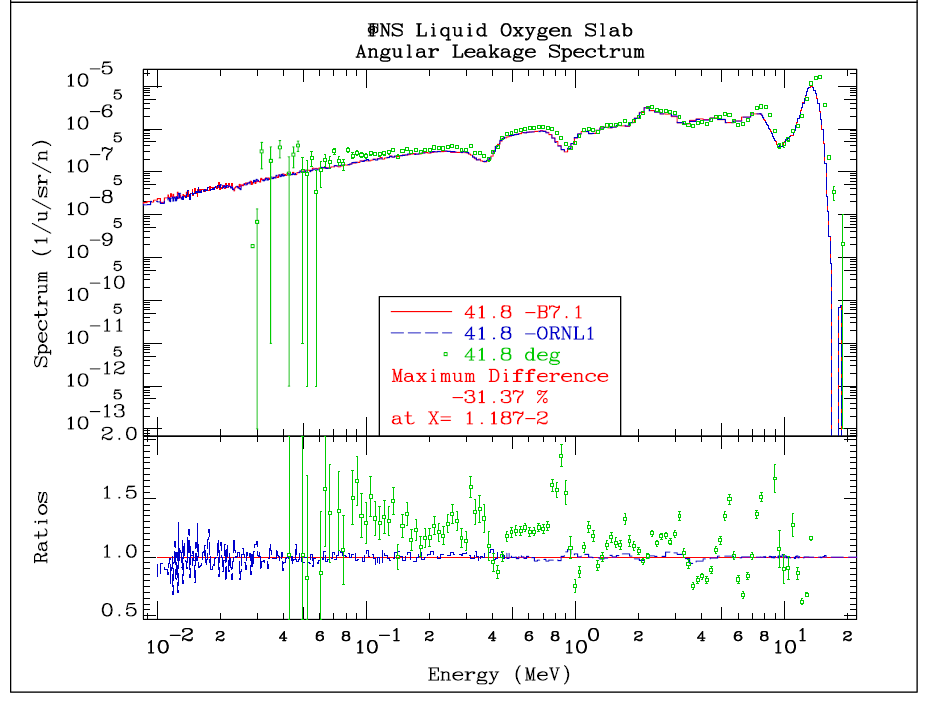 ΦNS Liquid Oxygen Slab
Angular Leakage Spectrum
Spectrum (1/u/sr/n)
10-5
5
10-6
5
10-7
5
10-8
5
10-9
5
10-10
5
10-11
5
10-12
5
10-13
41.8 -B7.1
41.8 -ORNL1
41.8 deg
Maximum Difference
-31.37 %
at X= 1.187-2
Ratios
2.0
1.5
1.0
0.5
10-2 2 4 6 8 10-1 2 4 6 8 100 2 4 6 8 101 2
Energy (MeV)